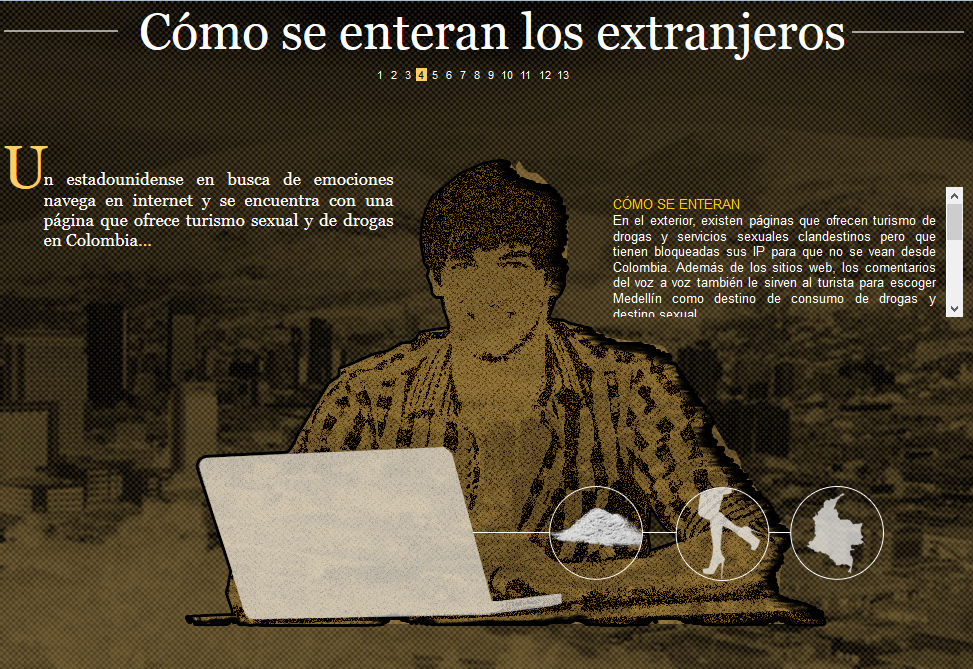 Cómo se enteran los extranjeros
1 2 3 4 5 6 7 8 9 10 11 12 13
Un estadounidense en busca de emociones
navega en internet y se encuentra con una
página que ofrece turismo sexual y de drogas
en Colombia...
CÓMO SE ENTERAN
En el exterior, existen páginas que ofrecen turismo de
drogas y servicios sexuales clandestinos pero que
tienen bloqueadas sus IP para que no se vean desde
Colombia. Además de los sitios web, los comentarios
del voz a voz también le sirven al turista para escoger
Medellín como destino de consumo de drogas y
destino sexual